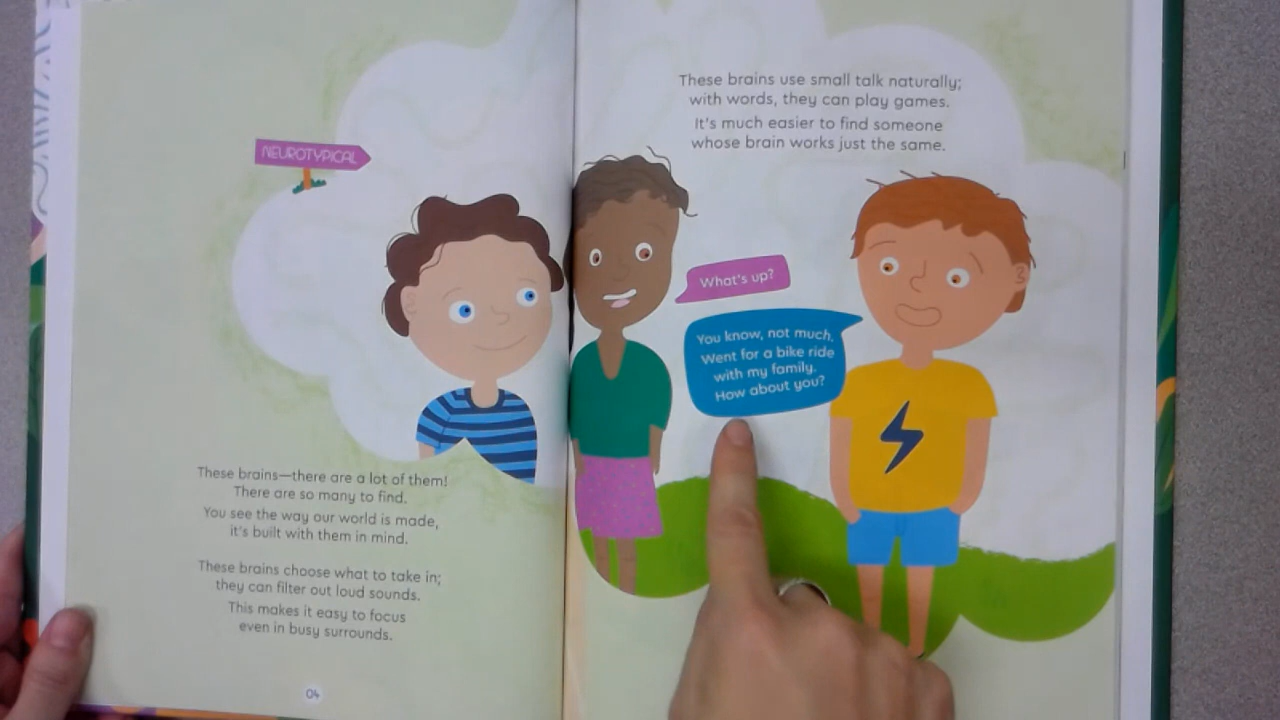 NEUROTYPICAL
These brains—there are a lot of them!
There are so many to find.
You see the way our world is made,
it's built with them in mind.
These brains choose what to take in;
they can filter out loud sounds.
This makes it easy to focus
even in busy surrounds.
04
These brains use small talk naturally;
with words, they can play games.
It's much easier to find someone
whose brain works just the same.
What's up?
You know, not much.
Went for a bike ride
with my family.
How about you?